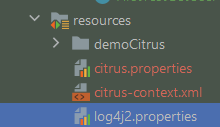 resources
demoCitrus
citrus.properties
citrus-context.xml
log4j2.properties